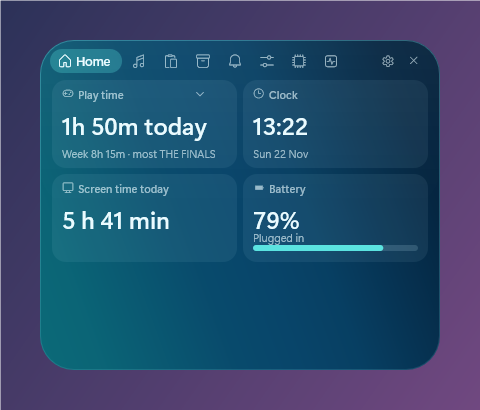 Home
Play time
1h 50m today
Week 8h 15m · most THE FINALS
Clock
13:22
Sun 22 Nov
Screen time today
5 h 41 min
Battery
79%
Plugged in